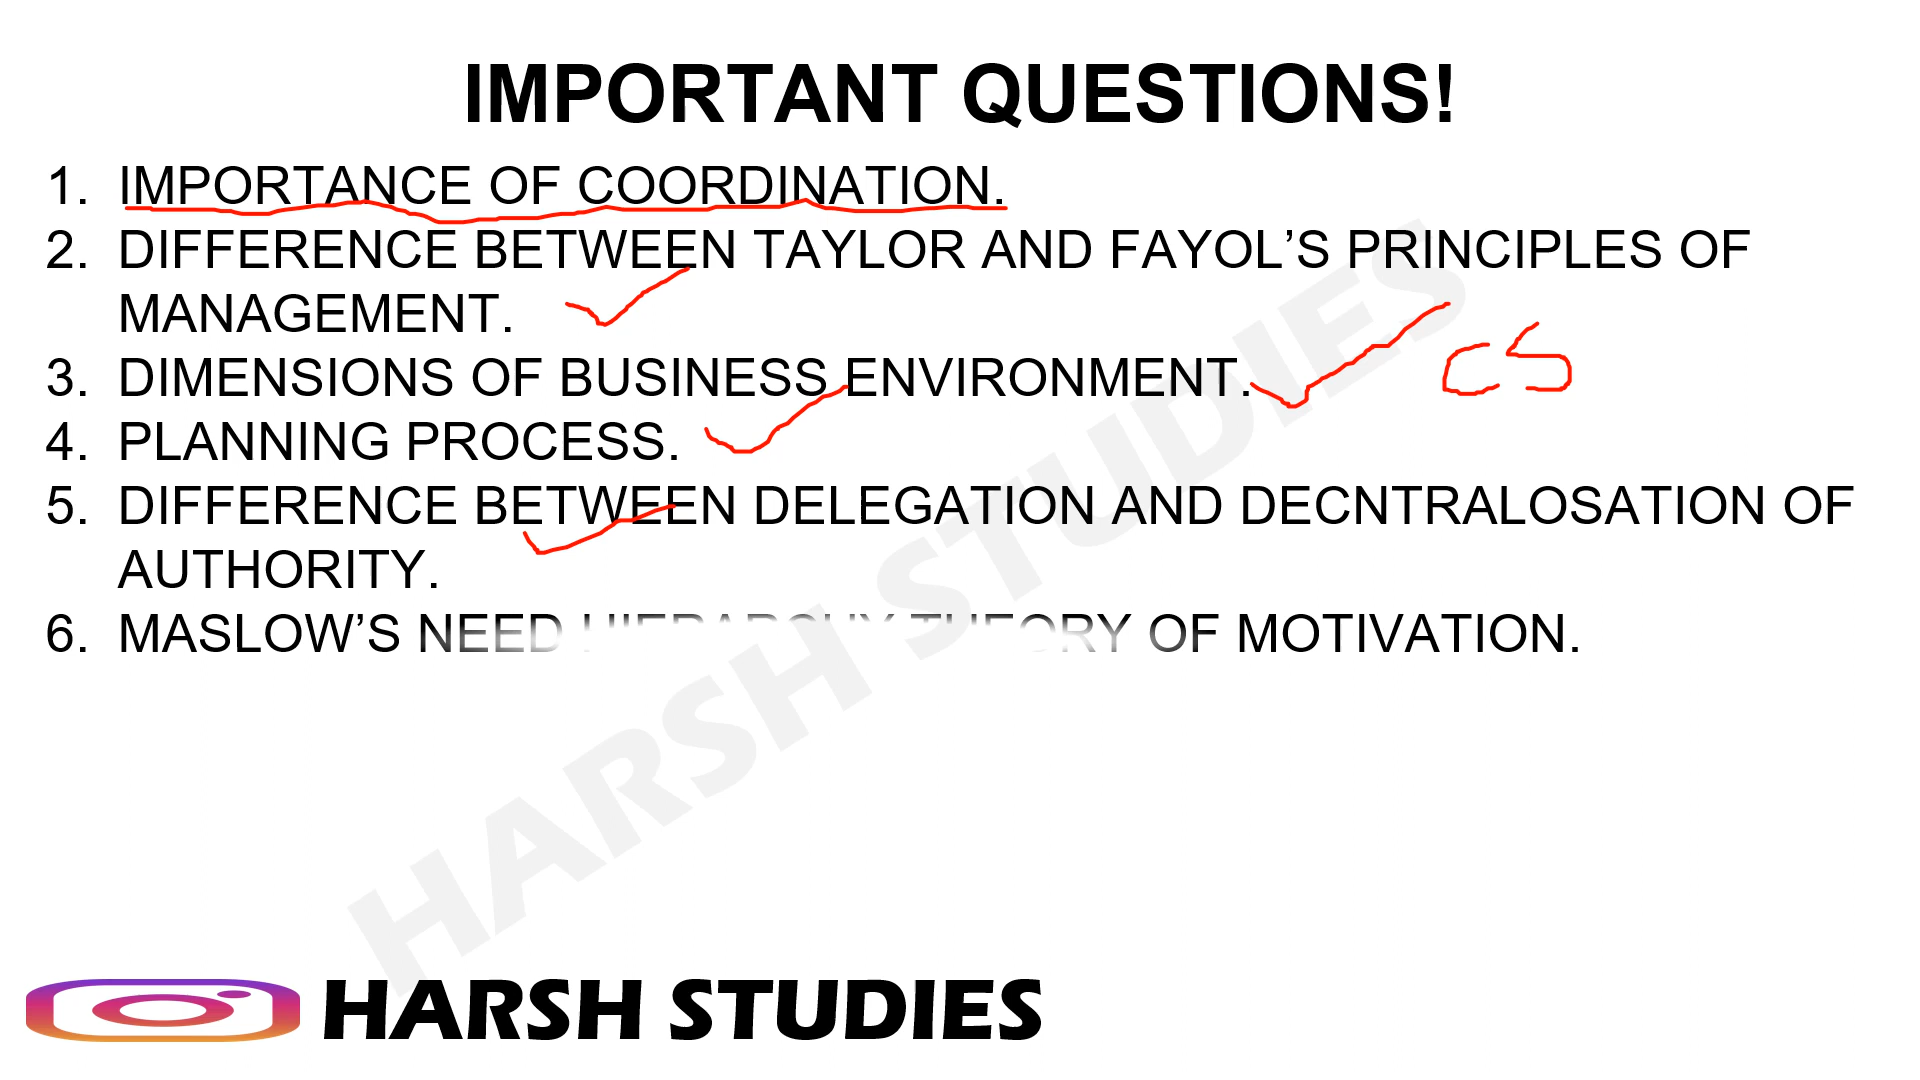 IMPORTANT QUESTIONS!
1. IMPORTANCE OF COORDINATION.
2. DIFFERENCE BETWEEN TAYLOR AND FAYOL’S PRINCIPLES OF
MANAGEMENT.
3. DIMENSIONS OF BUSINESS ENVIRONMENT.
CS
4. PLANNING PROCESS.
5. DIFFERENCE BETWEEN DELEGATION AND DECNTRALOSATION OF
AUTHORITY.
6. MASLOW’S NEED HIERARCHY THEORY OF MOTIVATION.
HARSH STUDIES
HARSH STUDIES